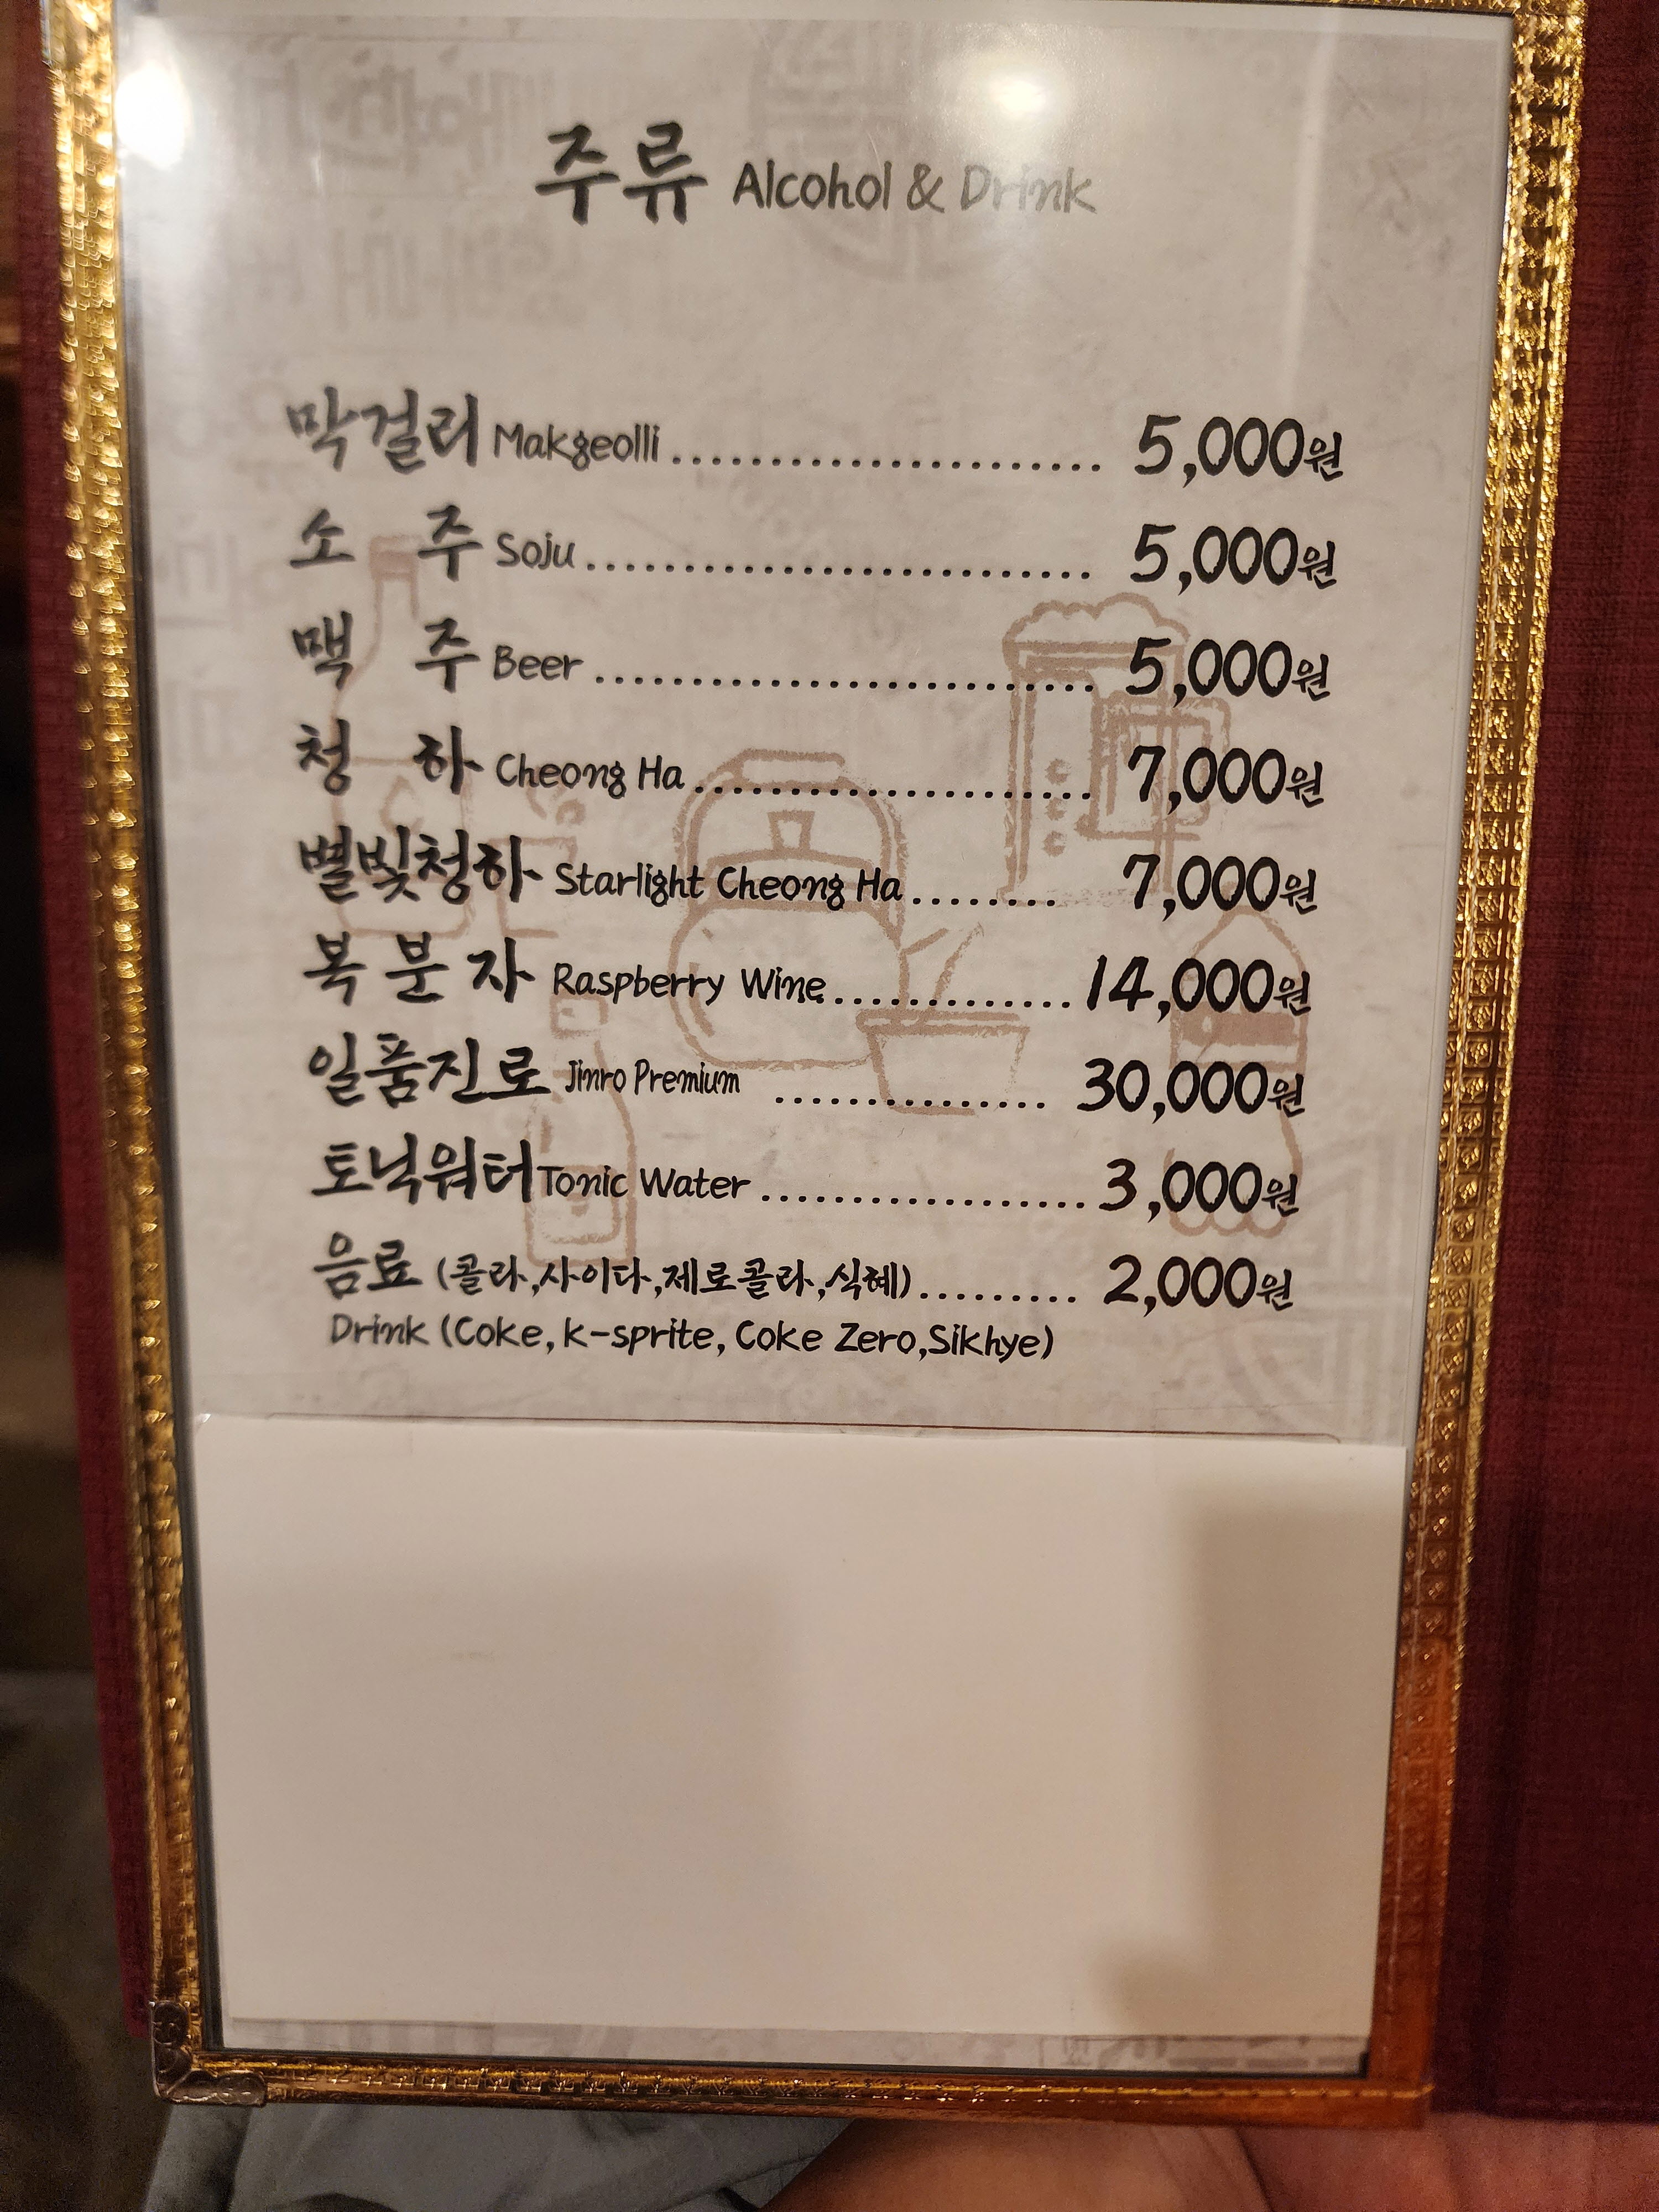 주류 Alcohol & Drink
막걸리 Makgeolli...................... 5,000원
소 주 Soju.......................... 5,000원
맥 주 Beer.......................... 5,000원
청 하 Cheong Ha..................... 7,000원
별빛청하 Starlight Cheong Ha........ 7,000원
복 분 자 Raspberry Wine.............14,000원
일품진로 Jinro Premium .............. 30,000원
토닉워터 Tonic Water.................3,000원
음료 (콜라,사이다,제로콜라,식혜)......... 2,000원
Drink (Coke, k-sprite, Coke Zero,Sikhye)